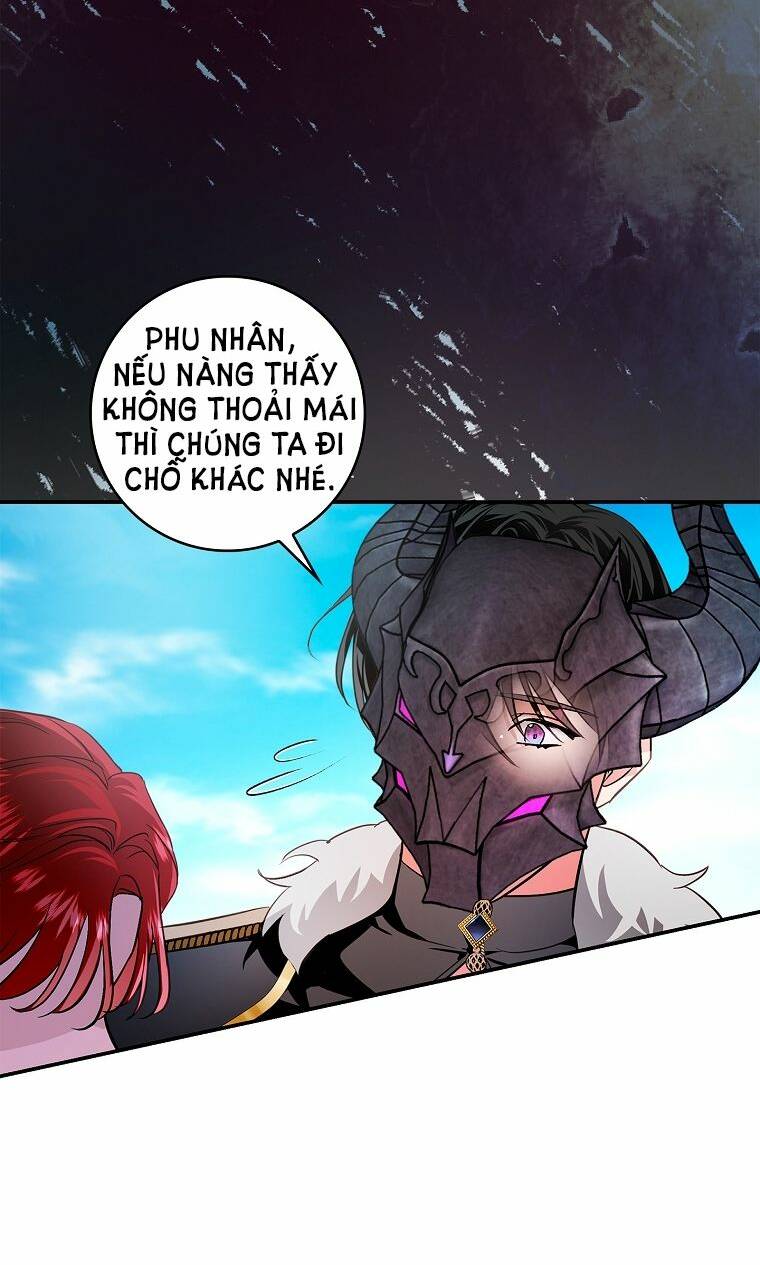 PHU NHÂN,
NẾU NÀNG THẤY
KHÔNG THOẢI MÁI
THÌ CHÚNG TA ĐI
CHỖ KHÁC NHÉ.